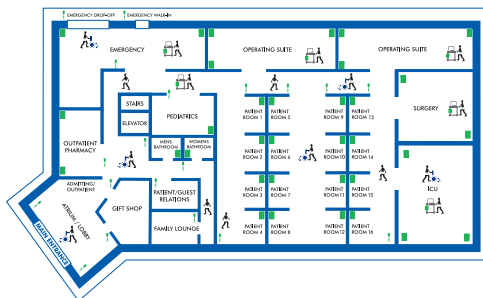 EMERGENCY DROP-OFF
EMERGENCY WALK-IN
EMERGENCY
OPERATING SUITE
OPERATING SUITE
STAIRS
ELEVATOR
PEDIATRICS
PATIENT
ROOM 1
PATIENT
ROOM 5
PATIENT
ROOM 9
PATIENT
ROOM 13
SURGERY
OUTPATIENT
PHARMACY
MENS
BATHROOM
WOMENS
BATHROOM
PATIENT
ROOM 2
PATIENT
ROOM 6
PATIENT
ROOM 10
PATIENT
ROOM 14
ADMITTING/
OUTPATIENT
PATIENT/GUEST
RELATIONS
PATIENT
ROOM 3
PATIENT
ROOM 7
PATIENT
ROOM 11
PATIENT
ROOM 15
ICU
ATRIUM / LOBBY
GIFT SHOP
MAIN ENTRANCE
FAMILY LOUNGE
PATIENT
ROOM 4
PATIENT
ROOM 8
PATIENT
ROOM 12
PATIENT
ROOM 16